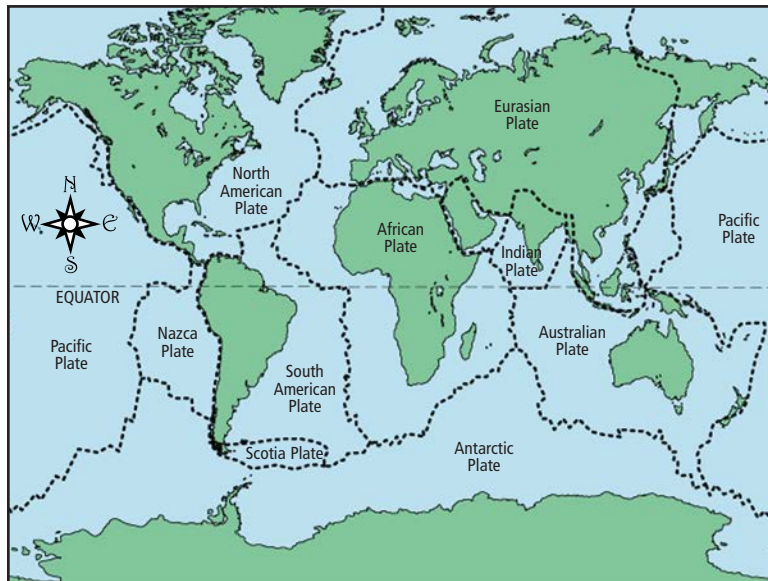 Eurasian
Plate
North
American
Plate
N
W
E
S
African
Plate
Indian
Plate
Pacific
Plate
EQUATOR
Pacific
Plate
Nazca
Plate
South
American
Plate
Australian
Plate
Scotia Plate
Antarctic
Plate